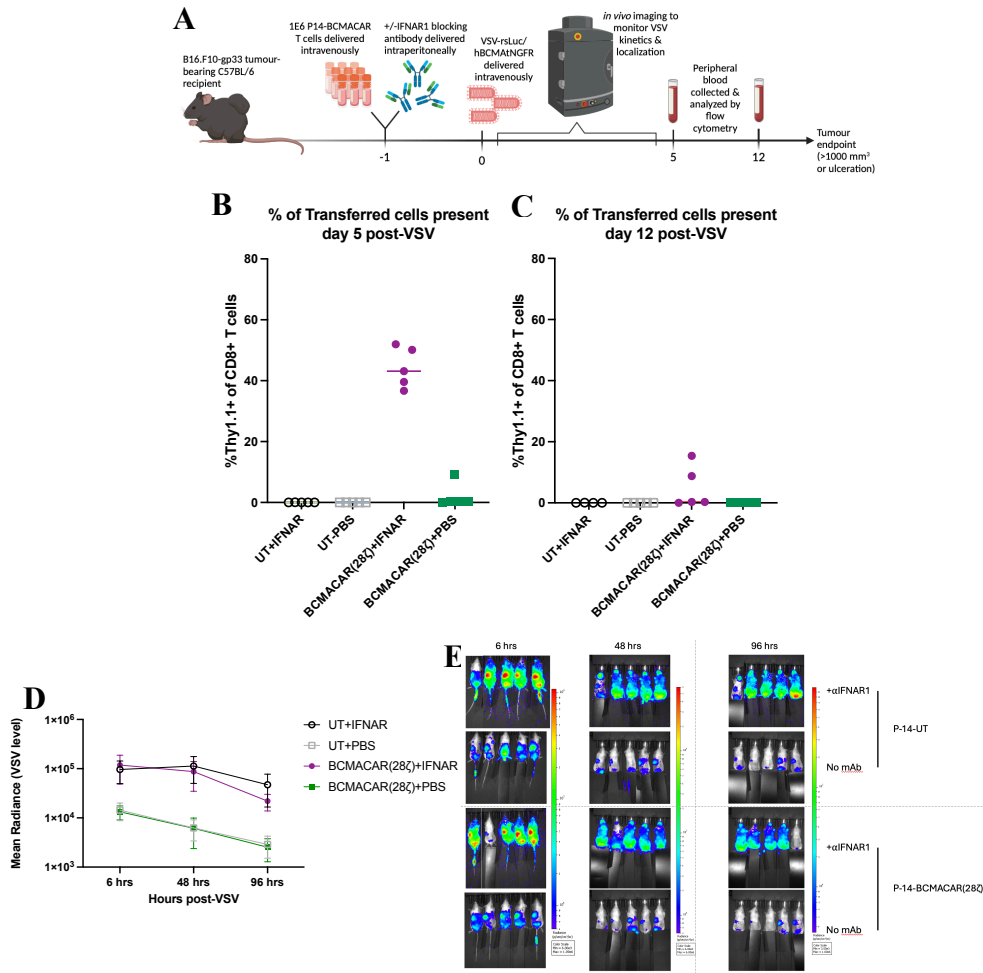 A
B16.F10-gp33 tumour-
bearing C57BL/6
recipient
1E6 P14-BCMACAR
T cells delivered
intravenously
+/-IFNAR1 blocking
antibody delivered
intraperitoneally
VSV-rsLuc/
hBCMAtNGFR
delivered
intravenously
in vivo imaging to
monitor VSV
kinetics &
localization
Peripheral
blood
collected &
analyzed by
flow
cytometry
Tumour
endpoint
(>1000 mm³
or ulceration)
-1
0
5
12
B
% of Transferred cells present
day 5 post-VSV
%Thy1.1+ of CD8+ T cells
80
60
40
20
0
UT+IFNAR
UT-PBS
BCMACAR(28ζ)+IFNAR
BCMACAR(28ζ)+PBS
C
% of Transferred cells present
day 12 post-VSV
%Thy1.1+ of CD8+ T cells
80
60
40
20
0
UT+IFNAR
UT-PBS
BCMACAR(28ζ)+IFNAR
BCMACAR(28ζ)+PBS
D
Mean Radiance (VSV level)
1×10⁶
1×10⁵
1×10⁴
1×10³
6 hrs
48 hrs
96 hrs
Hours post-VSV
UT+IFNAR
UT+PBS
BCMACAR(28ζ)+IFNAR
BCMACAR(28ζ)+PBS
E
6 hrs
48 hrs
96 hrs
+αIFNAR1
No mAb
P-14-UT
+αIFNAR1
No mAb
P-14-BCMACAR(28ζ)